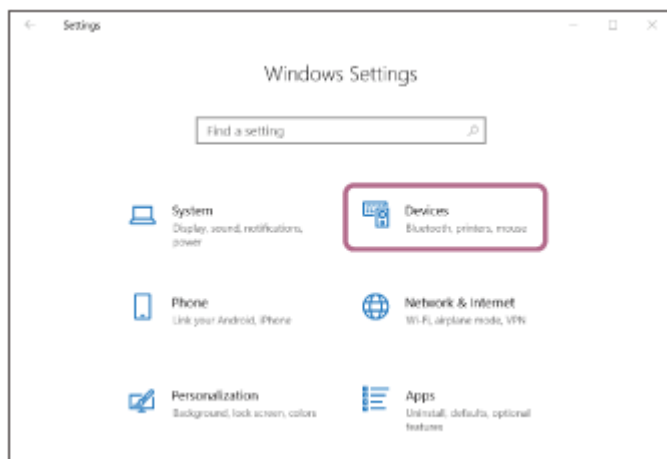 Settings
Windows Settings
Find a setting
System
Display, sound, notifications,
power
Devices
Bluetooth, printers, mouse
Phone
Link your Android, iPhone
Network & Internet
Wi-Fi, airplane mode, VPN
Personalization
Background, lock screen, colors
Apps
Uninstall, defaults, optional
features